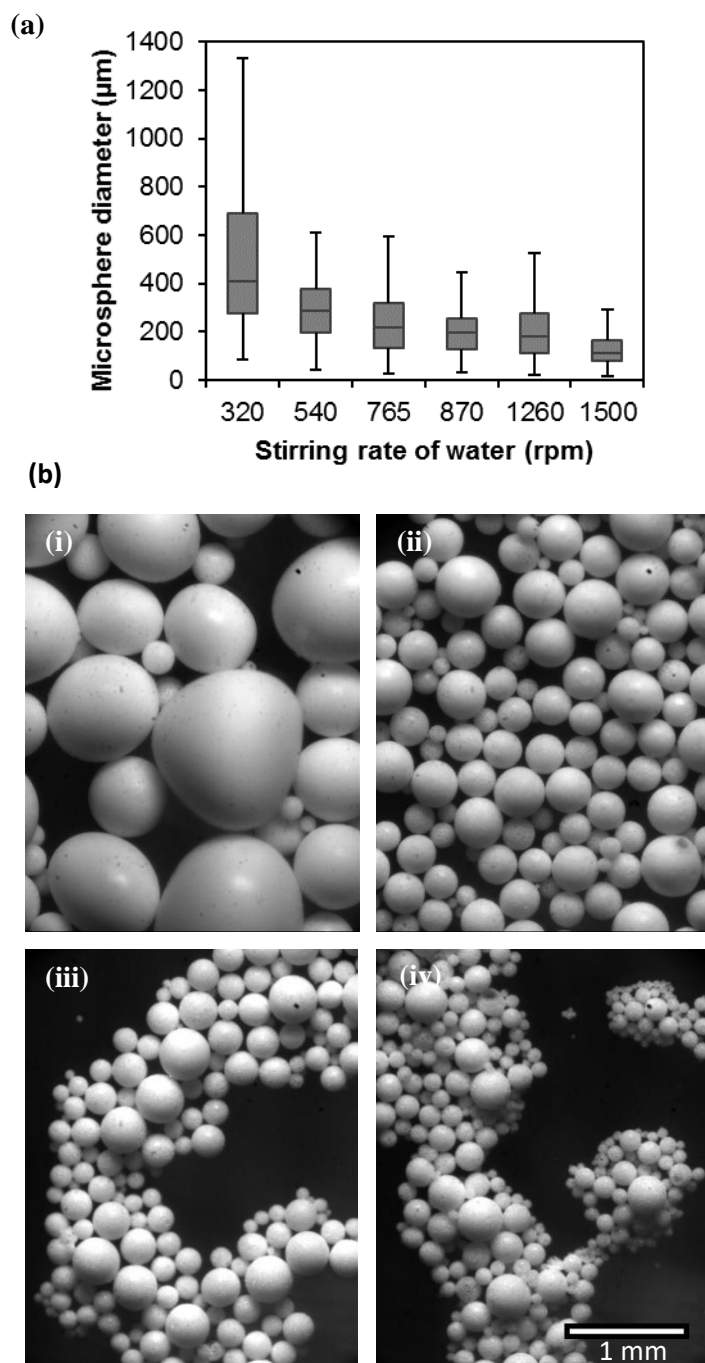 (a)
1400
1200
1000
800
600
400
200
0
Microsphere diameter (µm)
320 540 765 870 1260 1500
Stirring rate of water (rpm)
(b)
(i) (ii)
(iii) (iv)
1 mm